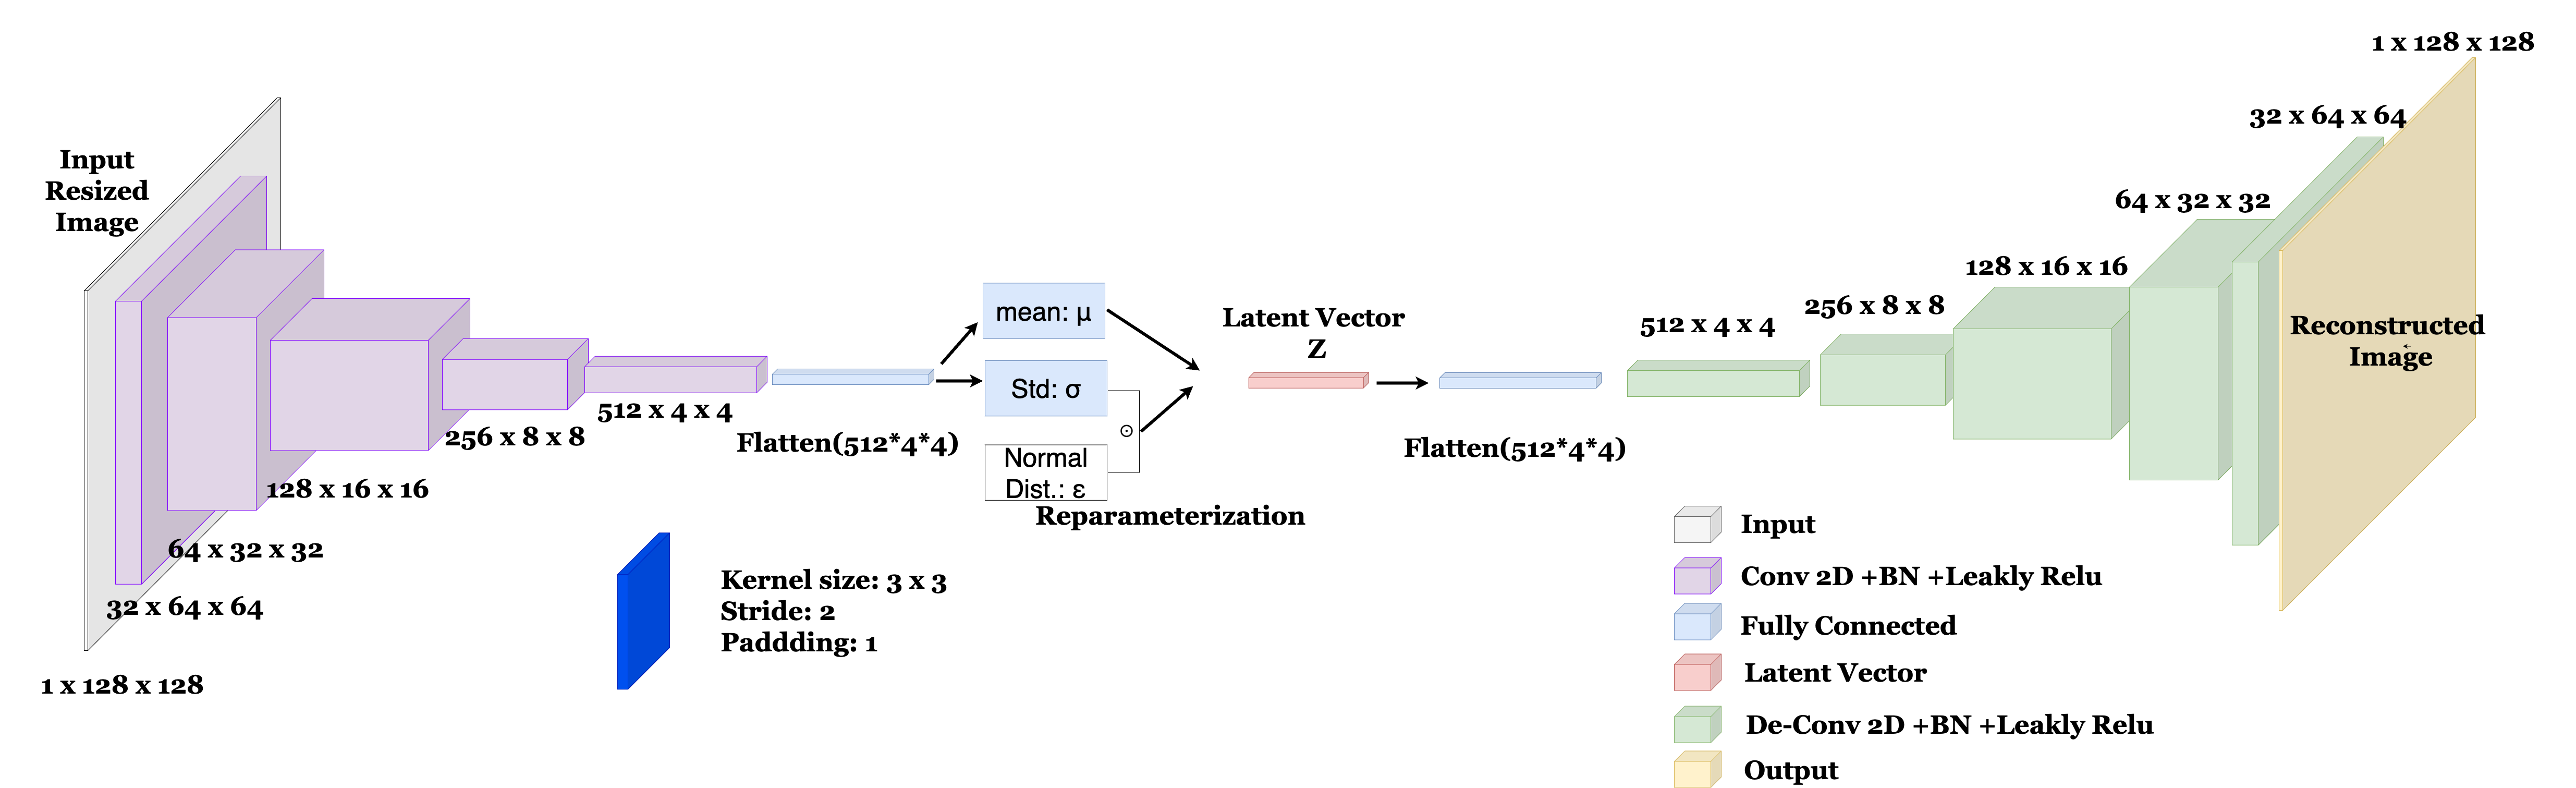 Input
Resized
Image
1 x 128 x 128
32 x 64 x 64
64 x 32 x 32
128 x 16 x 16
256 x 8 x 8
512 x 4 x 4
Flatten(512*4*4)
mean: μ
Std: σ
Normal
Dist.: ε
⊙
Reparameterization
Latent Vector
Z
Flatten(512*4*4)
512 x 4 x 4
256 x 8 x 8
128 x 16 x 16
64 x 32 x 32
32 x 64 x 64
1 x 128 x 128
Reconstructed
Image
Kernel size: 3 x 3
Stride: 2
Paddding: 1
Input
Conv 2D +BN +Leakly Relu
Fully Connected
Latent Vector
De-Conv 2D +BN +Leakly Relu
Output